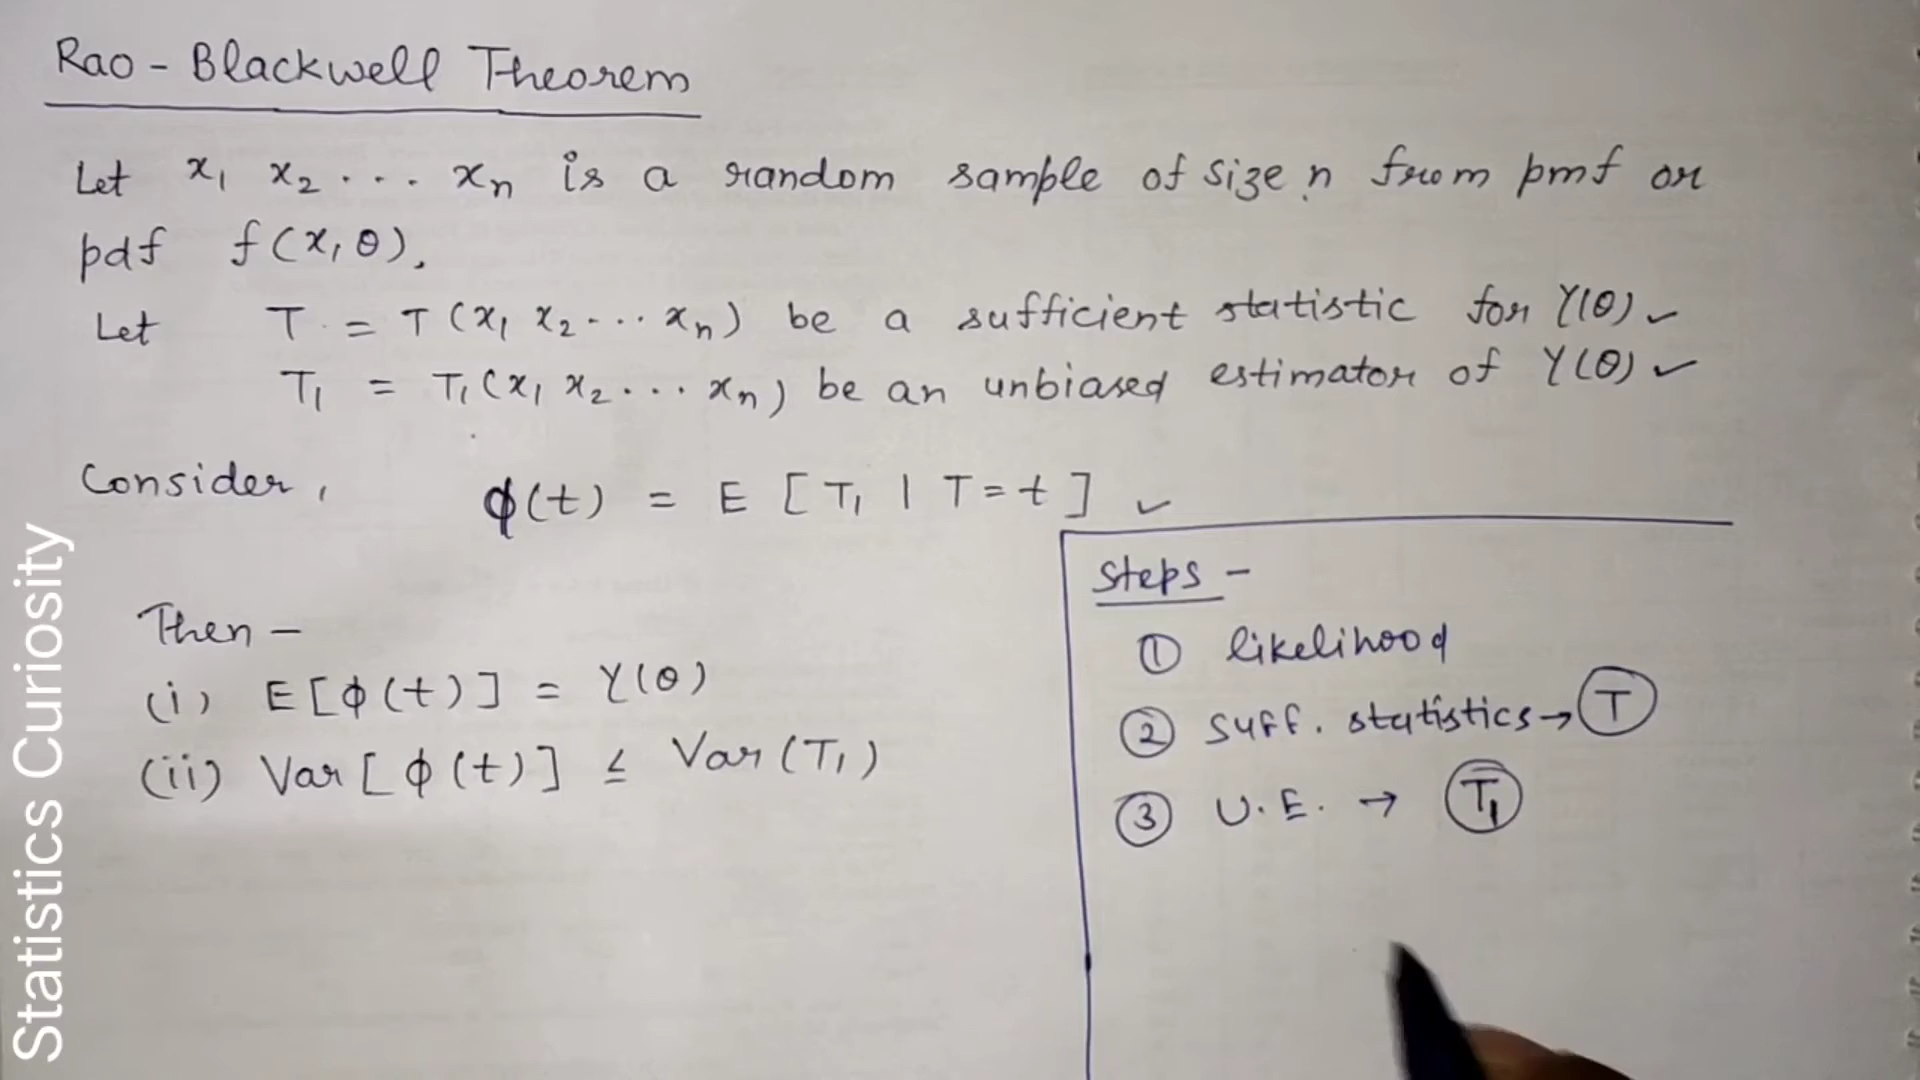 Rao - Blackwell Theorem
Let x₁ x₂ . . . xₙ is a random sample of size n from pmf or
pdf f(x, θ).
Let T = T(x₁ x₂ . . . xₙ) be a sufficient statistic for Υ(θ) ✓
T₁ = T₁(x₁ x₂ . . . xₙ) be an unbiased estimator of Υ(θ) ✓
Consider, ϕ(t) = E [T₁ | T=t] ✓
Then -
(i) E[ϕ(t)] = Υ(θ)
(ii) Var[ϕ(t)] ≤ Var(T₁)
Steps -
① likelihood
② suff. statistics → T
③ U.E. → T₁
Statistics Curiosity